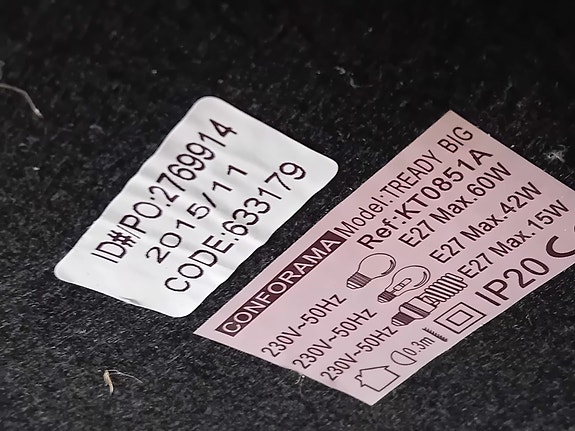 ID#/PO:2769914
2015/11
CODE:633179
CONFORAMA Model:TREADY BIG
Ref:KT0851A
230V~50Hz E27 Max.60W
230V~50Hz E27 Max.42W
230V~50Hz E27 Max.15W
0.3m IP20